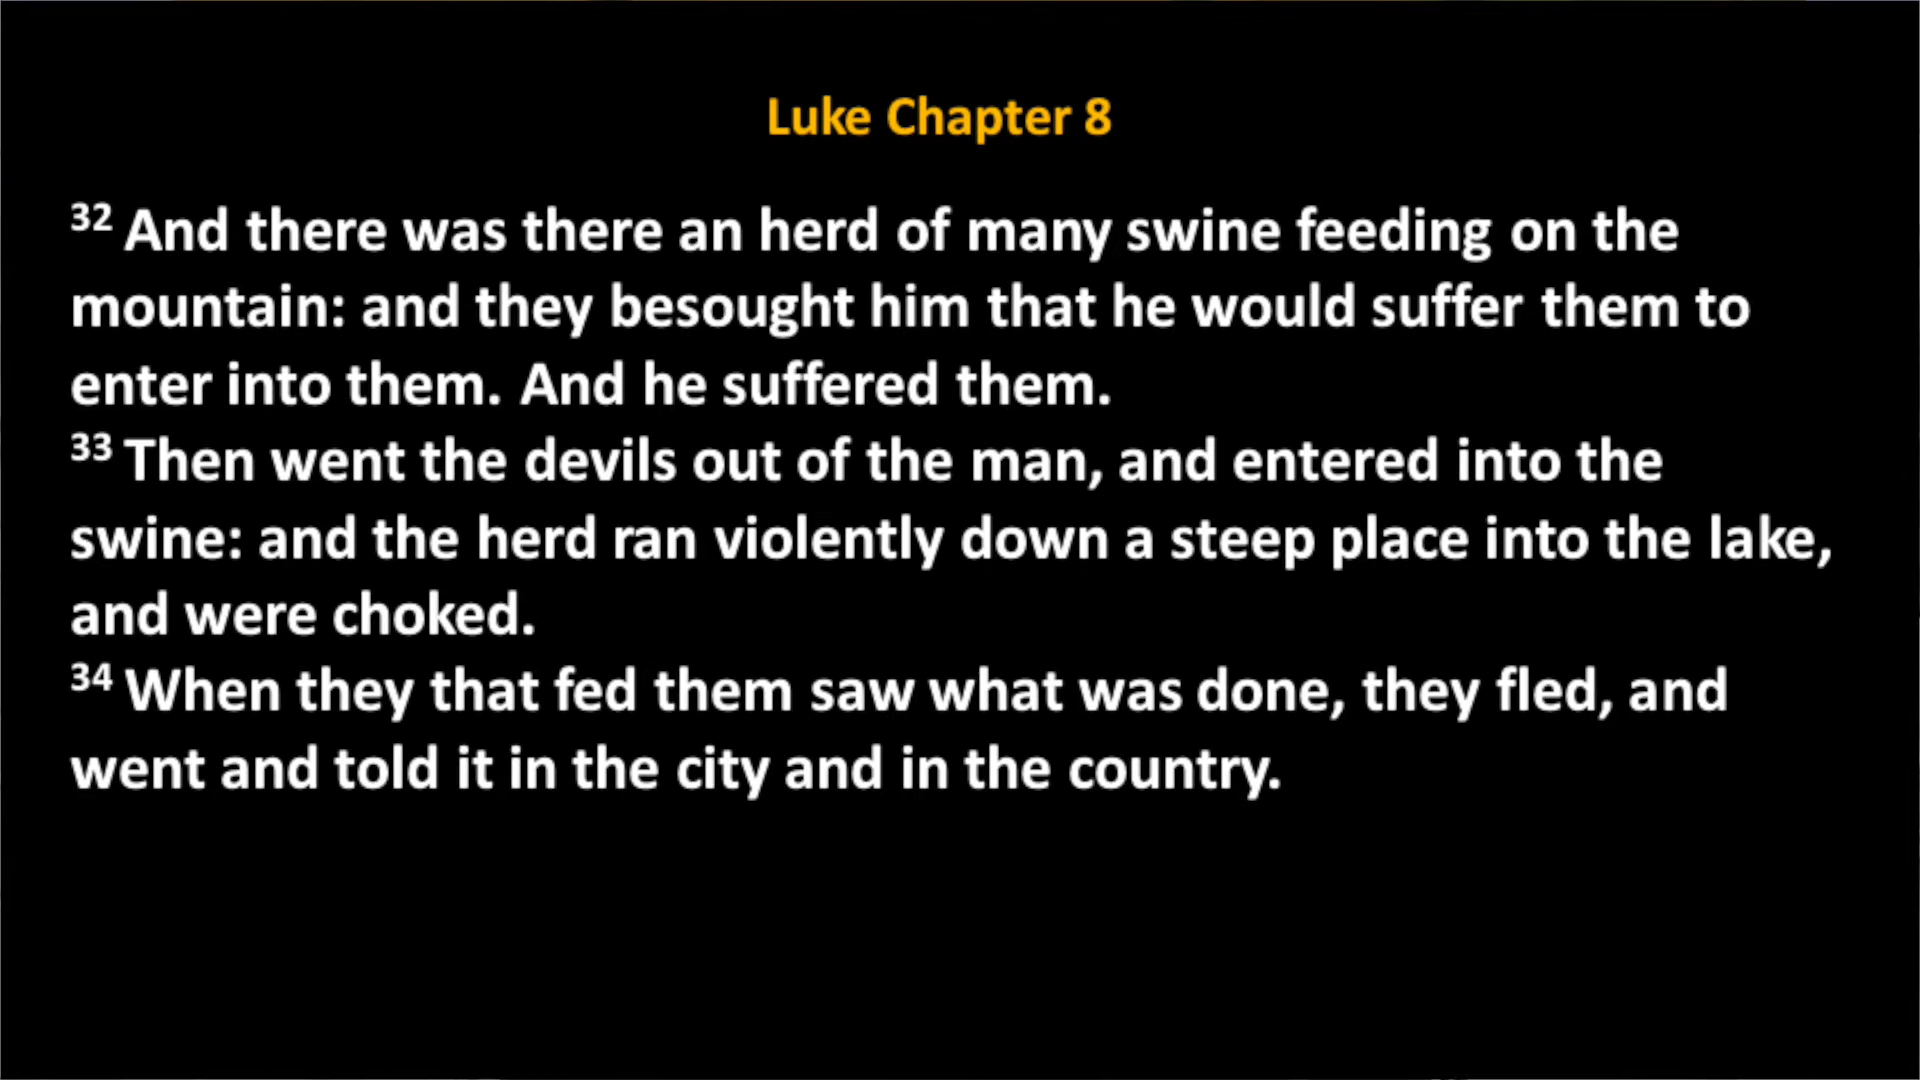 Luke Chapter 8
32 And there was there an herd of many swine feeding on the
mountain: and they besought him that he would suffer them to
enter into them. And he suffered them.
33 Then went the devils out of the man, and entered into the
swine: and the herd ran violently down a steep place into the lake,
and were choked.
34 When they that fed them saw what was done, they fled, and
went and told it in the city and in the country.